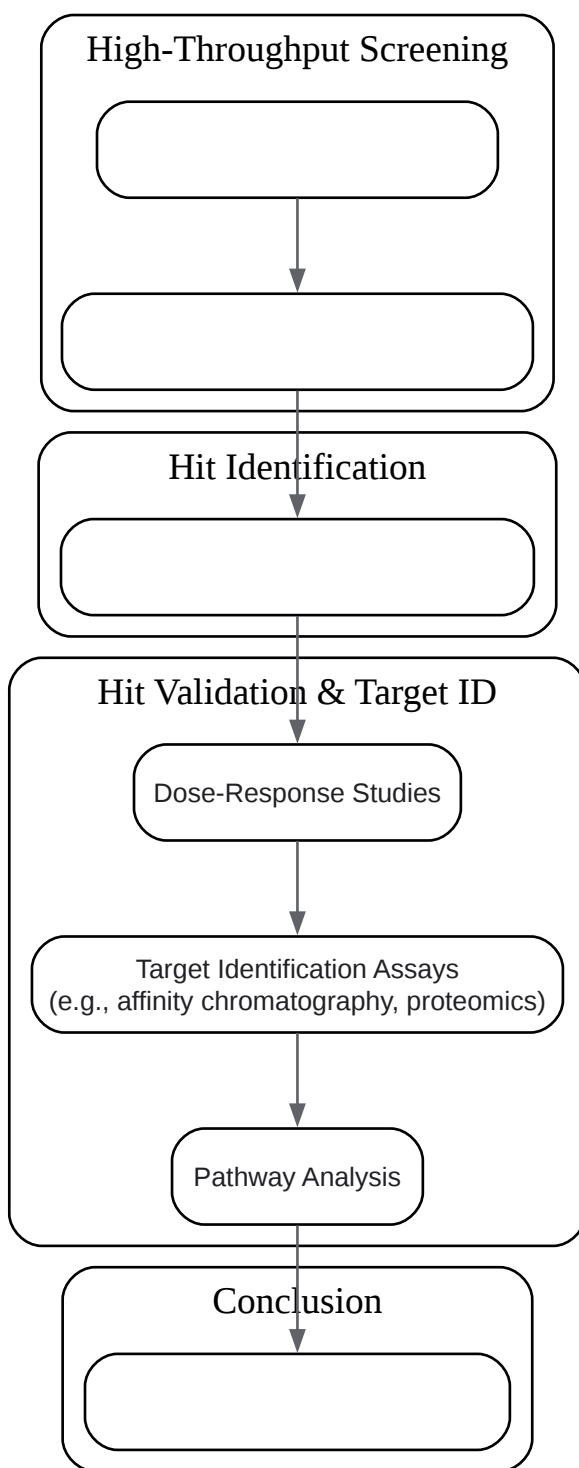 High-Throughput Screening
Hit Identification
Hit Validation & Target ID
Dose-Response Studies
Target Identification Assays
(e.g., affinity chromatography, proteomics)
Pathway Analysis
Conclusion